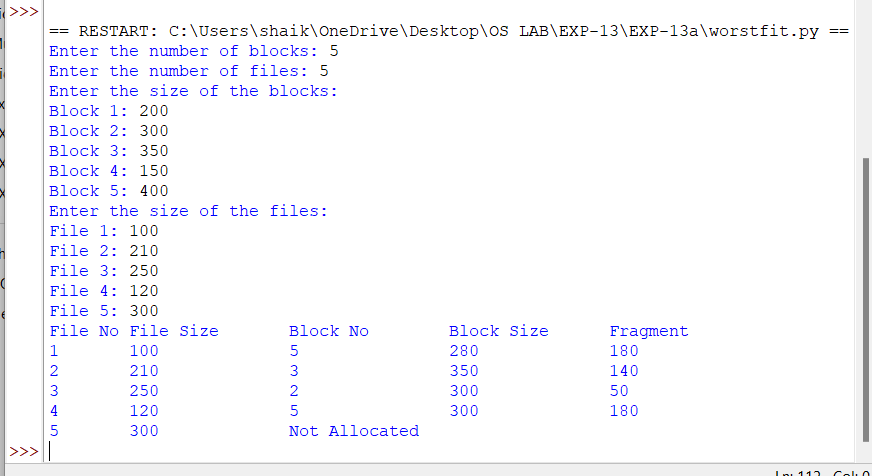 >>>
== RESTART: C:\Users\shaik\OneDrive\Desktop\OS LAB\EXP-13\EXP-13a\worstfit.py ==
Enter the number of blocks: 5
Enter the number of files: 5
Enter the size of the blocks:
Block 1: 200
Block 2: 300
Block 3: 350
Block 4: 150
Block 5: 400
Enter the size of the files:
File 1: 100
File 2: 210
File 3: 250
File 4: 120
File 5: 300
File No File Size Block No Block Size Fragment
1 100 5 280 180
2 210 3 350 140
3 250 2 300 50
4 120 5 300 180
5 300 Not Allocated
>>>
Ln: 112 Col: 0